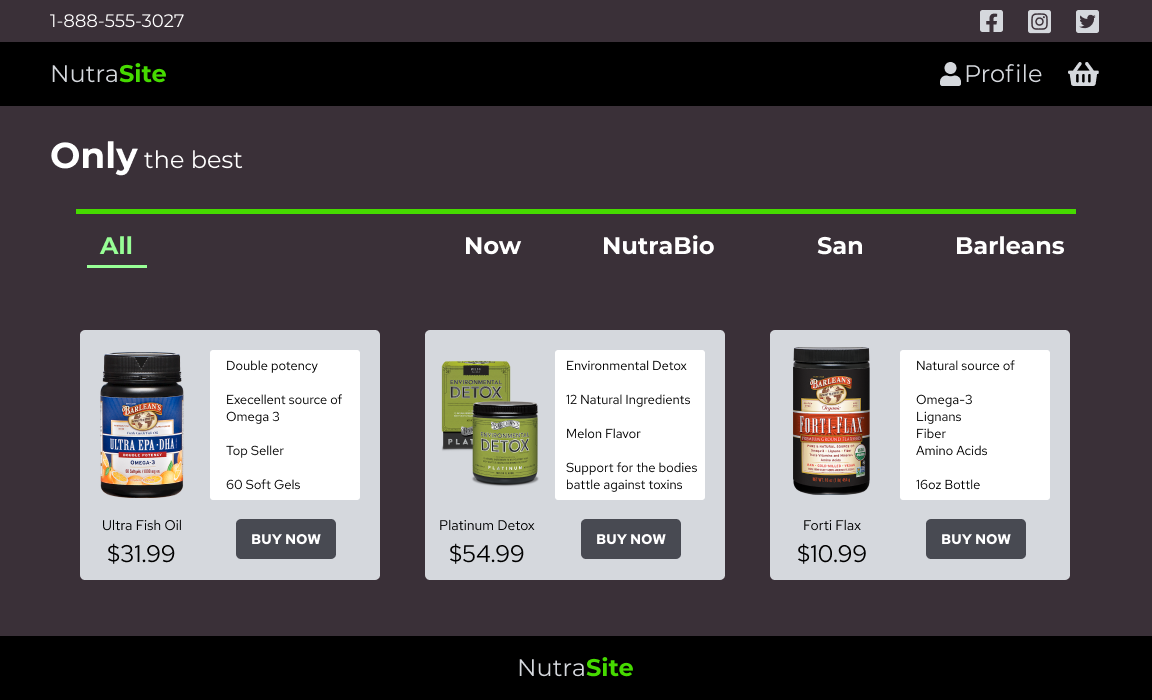 1-888-555-3027
NutraSite
Profile
Only the best
All
Now
NutraBio
San
Barleans
BARLEAN'S
ULTRA EPA·DHA
DOUBLE POTENCY
OMEGA-3
Double potency
Execellent source of
Omega 3
Top Seller
60 Soft Gels
Ultra Fish Oil
$31.99
BUY NOW
ENVIRONMENTAL
DETOX
PLAT
ENVIRONMENTAL
DETOX
PLATINUM
Environmental Detox
12 Natural Ingredients
Melon Flavor
Support for the bodies
battle against toxins
Platinum Detox
$54.99
BUY NOW
BARLEAN'S
Organic
FORTI-FLAX
Natural source of
Omega-3
Lignans
Fiber
Amino Acids
16oz Bottle
Forti Flax
$10.99
BUY NOW
NutraSite